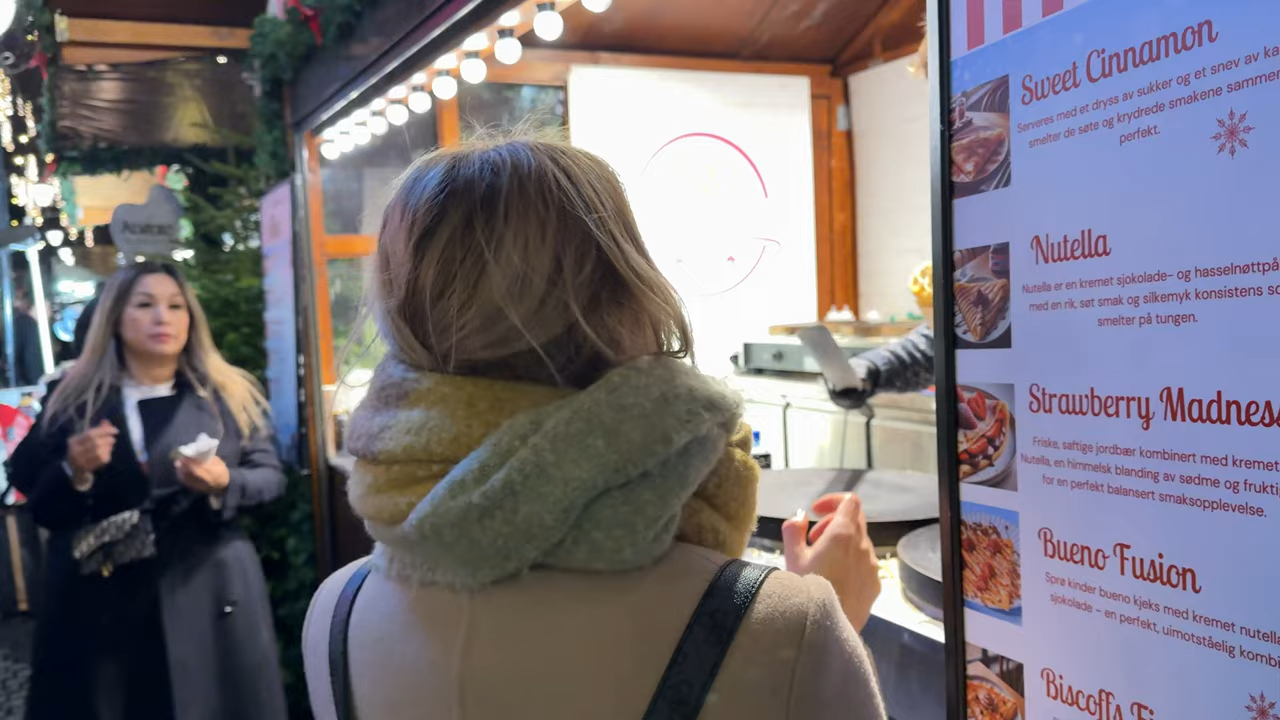 Sweet Cinnamon
Serveres med et dryss av sukker og et snev av ka
smelter de søte og krydrede smakene sammen
perfekt.
Nutella
Nutella er en kremet sjokolade- og hasselnøttpå
med en rik, søt smak og silkemyk konsistens so
smelter på tungen.
Strawberry Madnes
Friske, saftige jordbær kombinert med kremet
Nutella, en himmelsk blanding av sødme og frukti
for en perfekt balansert smaksopplevelse.
Bueno Fusion
Sprø kinder bueno kjeks med kremet nutella
sjokolade – en perfekt, uimotståelig kombi
Biscoffs